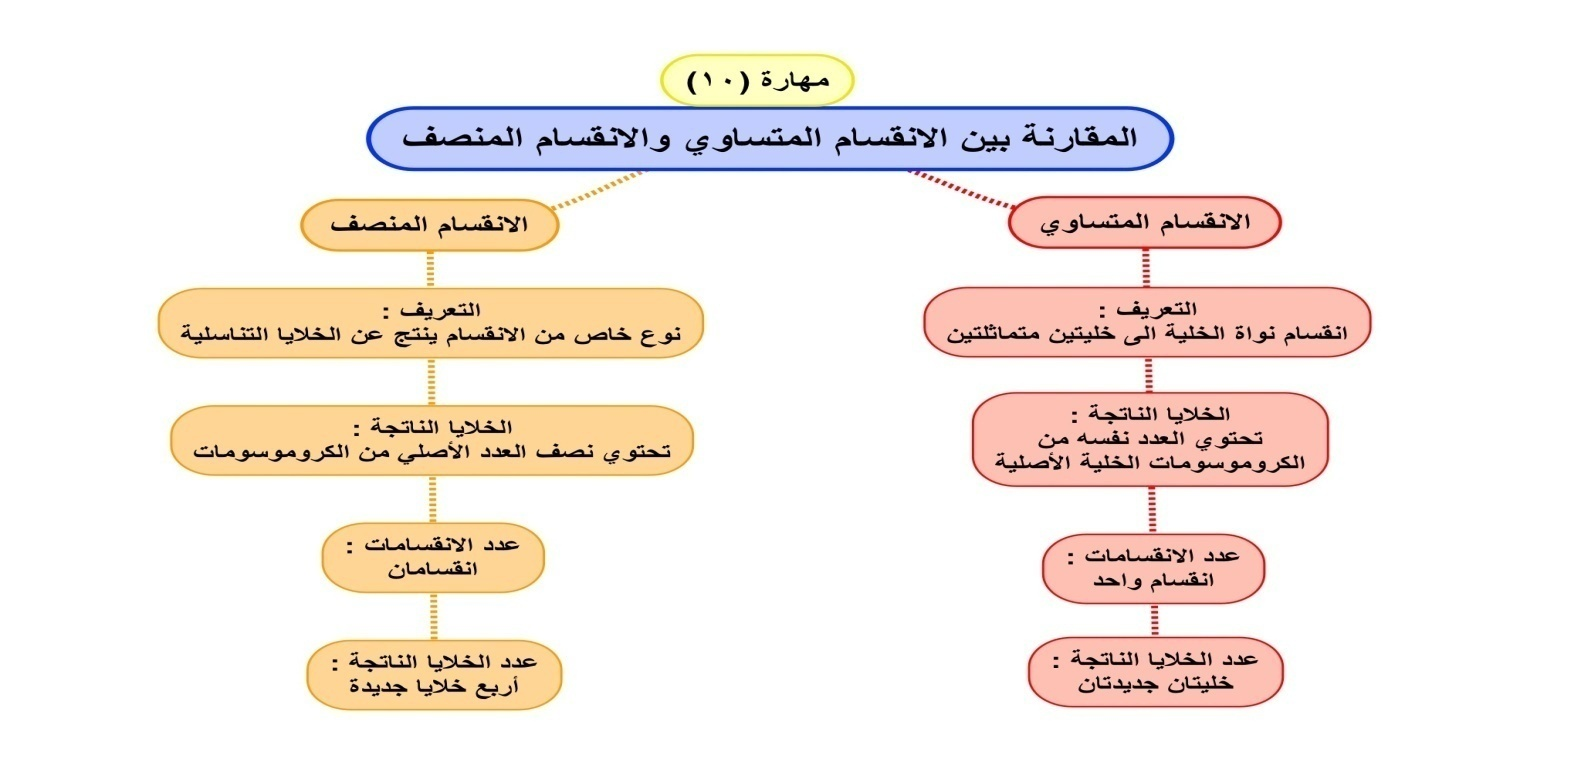 مهارة (١٠)
المقارنة بين الانقسام المتساوي والانقسام المنصف
الانقسام المتساوي
التعريف :
انقسام نواة الخلية الى خليتين متماثلتين
الخلايا الناتجة :
تحتوي العدد نفسه من
الكروموسومات الخلية الأصلية
عدد الانقسامات :
انقسام واحد
عدد الخلايا الناتجة :
خليتان جديدتان
الانقسام المنصف
التعريف :
نوع خاص من الانقسام ينتج عن الخلايا التناسلية
الخلايا الناتجة :
تحتوي نصف العدد الأصلي من الكروموسومات
عدد الانقسامات :
انقسامان
عدد الخلايا الناتجة :
أربع خلايا جديدة